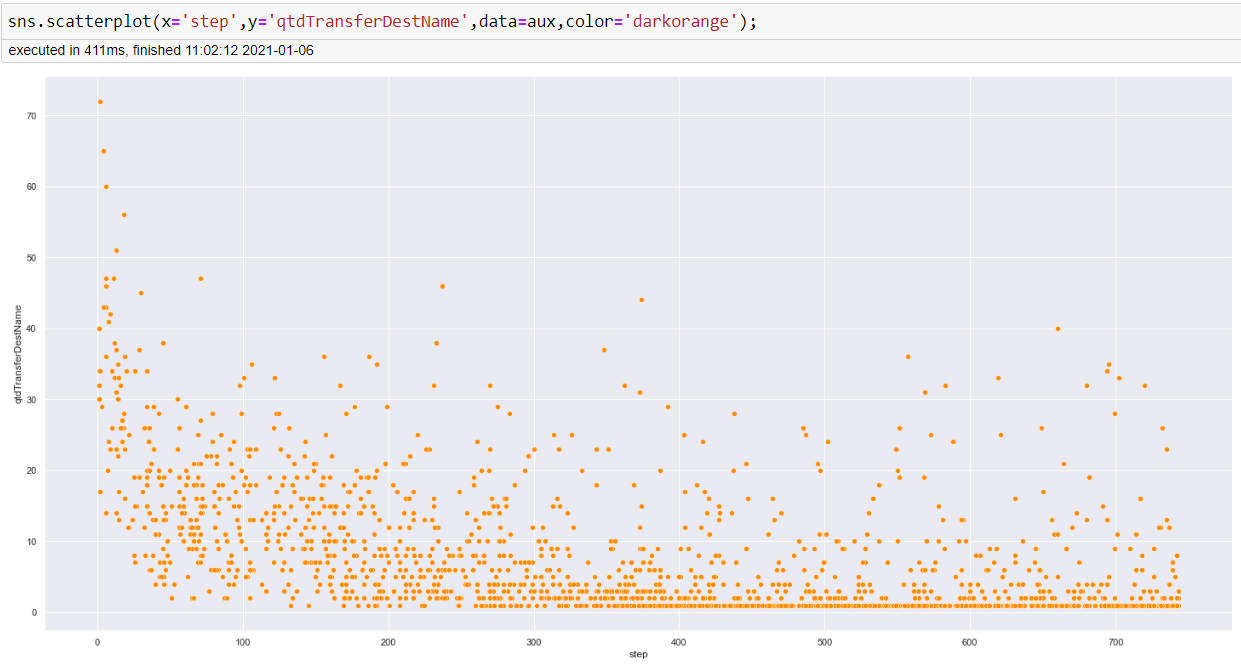 sns.scatterplot(x='step',y='qtdTransferDestName',data=aux,color='darkorange');
executed in 411ms, finished 11:02:12 2021-01-06
70
60
50
40
30
20
10
0
qtdTransferDestName
0 100 200 300 400 500 600 700
step